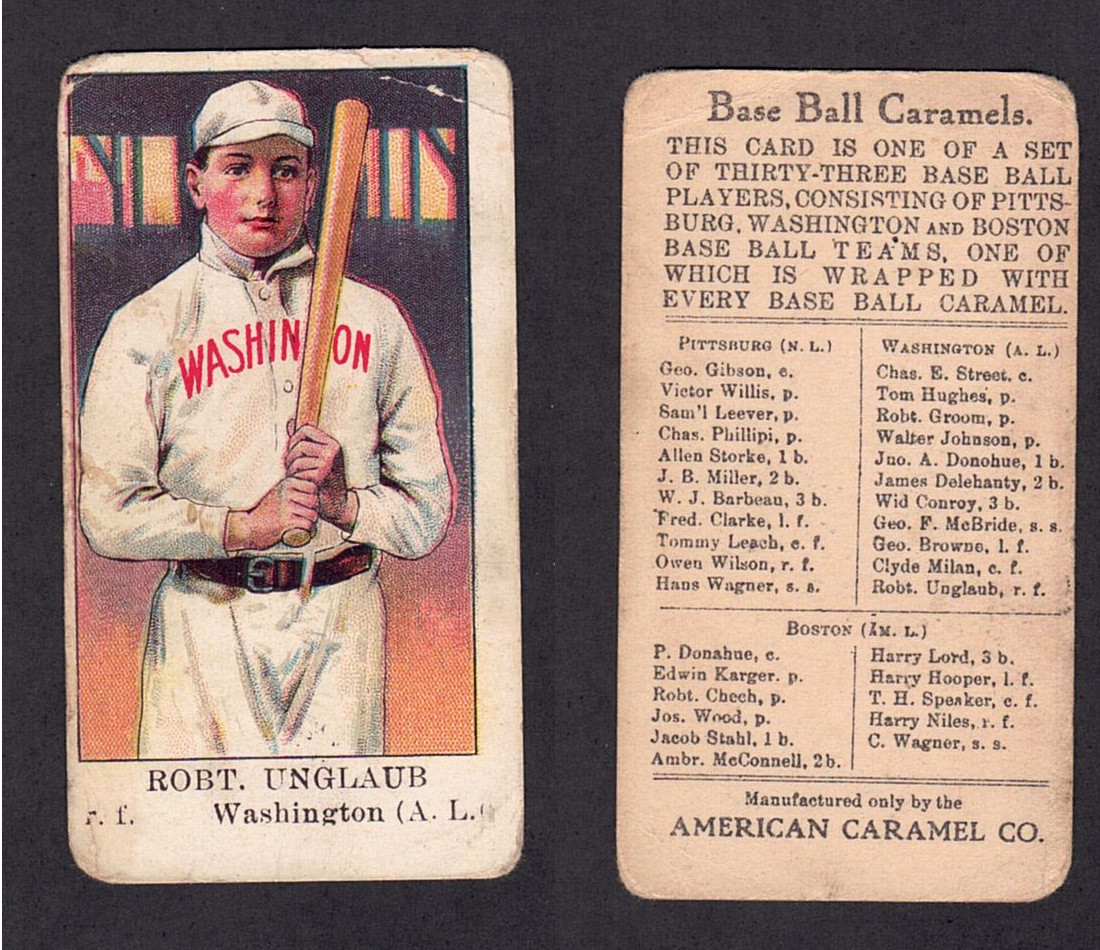 WASHIN ON
ROBT. UNGLAUB
r. f. Washington (A. L.)
Base Ball Caramels.
THIS CARD IS ONE OF A SET
OF THIRTY-THREE BASE BALL
PLAYERS, CONSISTING OF PITTS-
BURG, WASHINGTON AND BOSTON
BASE BALL TEAMS, ONE OF
WHICH IS WRAPPED WITH
EVERY BASE BALL CARAMEL.
PITTSBURG (N. L.)
Geo. Gibson, c.
Victor Willis, p.
Sam'l Leever, p.
Chas. Phillipi, p.
Allen Storke, 1 b.
J. B. Miller, 2 b.
W. J. Barbeau, 3 b.
Fred. Clarke, l. f.
Tommy Leach, c. f.
Owen Wilson, r. f.
Hans Wagner, s. s.
WASHINGTON (A. L.)
Chas. E. Street, c.
Tom Hughes, p.
Robt. Groom, p.
Walter Johnson, p.
Jno. A. Donohue, 1 b.
James Delehanty, 2 b.
Wid Conroy, 3 b.
Geo. F. McBride, s. s.
Geo. Browne, l. f.
Clyde Milan, c. f.
Robt. Unglaub, r. f.
BOSTON (AM. L.)
P. Donahue, c.
Edwin Karger. p.
Robt. Chech, p.
Jos. Wood, p.
Jacob Stahl, 1 b.
Ambr. McConnell, 2 b.
Harry Lord, 3 b.
Harry Hooper, l. f.
T. H. Speaker, c. f.
Harry Niles, r. f.
C. Wagner, s. s.
Manufactured only by the
AMERICAN CARAMEL CO.